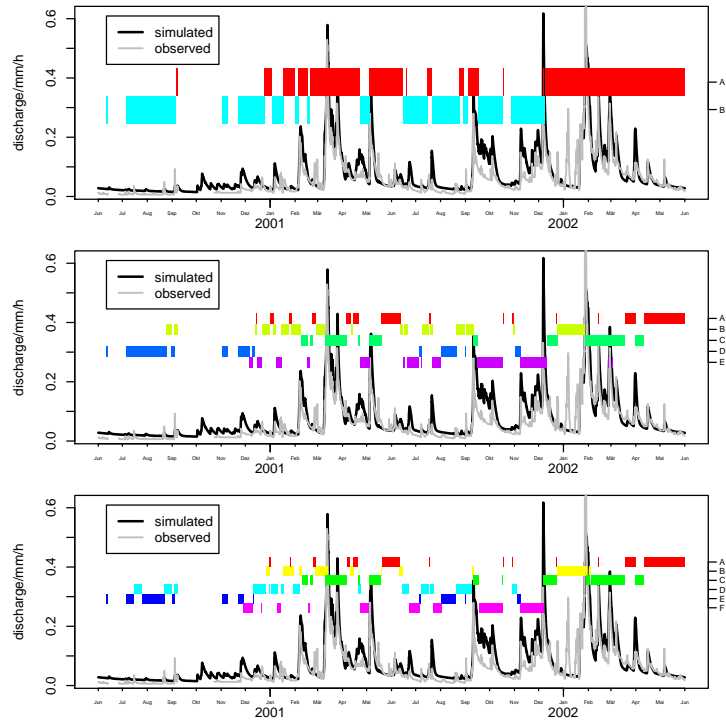 discharge/mm/h
0.6
0.4
0.2
0.0
simulated
observed
A
B
Jun Jul Aug Sep Okt Nov Dez Jan Feb Mär Apr Mai Jun Jul Aug Sep Okt Nov Dez Jan Feb Mär Apr Mai Jun
2001 2002
discharge/mm/h
0.6
0.4
0.2
0.0
simulated
observed
A
B
C
D
E
Jun Jul Aug Sep Okt Nov Dez Jan Feb Mär Apr Mai Jun Jul Aug Sep Okt Nov Dez Jan Feb Mär Apr Mai Jun
2001 2002
discharge/mm/h
0.6
0.4
0.2
0.0
simulated
observed
A
B
C
D
E
F
Jun Jul Aug Sep Okt Nov Dez Jan Feb Mär Apr Mai Jun Jul Aug Sep Okt Nov Dez Jan Feb Mär Apr Mai Jun
2001 2002